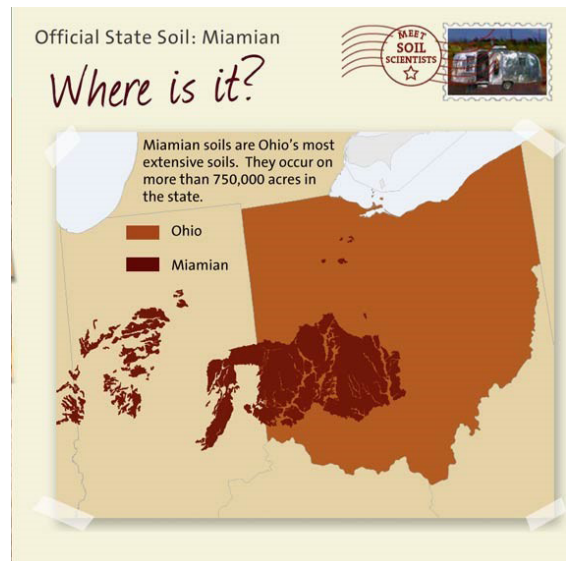 Official State Soil: Miamian
Where is it?
MEET
SOIL
SCIENTISTS
Miamian soils are Ohio's most
extensive soils. They occur on
more than 750,000 acres in
the state.
Ohio
Miamian